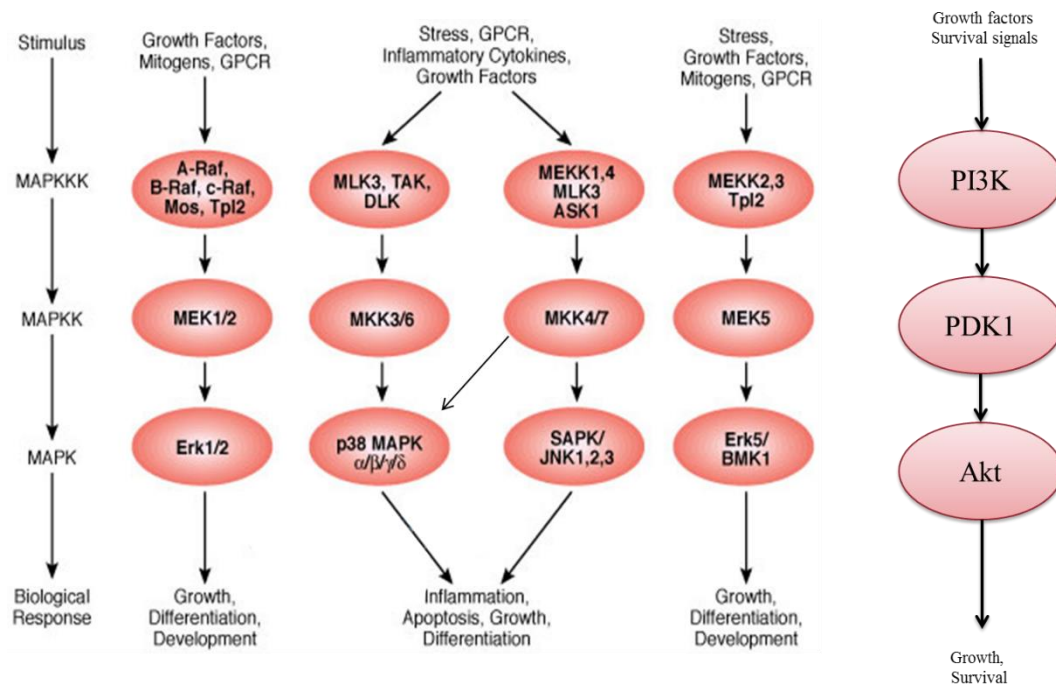 Stimulus
MAPKKK
MAPKK
MAPK
Biological
Response
Growth Factors,
Mitogens, GPCR
A-Raf,
B-Raf, c-Raf,
Mos, Tpl2
MEK1/2
Erk1/2
Growth,
Differentiation,
Development
Stress, GPCR,
Inflammatory Cytokines,
Growth Factors
MLK3, TAK,
DLK
MKK3/6
p38 MAPK
α/β/γ/δ
MEKK1,4
MLK3
ASK1
MKK4/7
SAPK/
JNK1,2,3
Inflammation,
Apoptosis, Growth,
Differentiation
Stress,
Growth Factors,
Mitogens, GPCR
MEKK2,3
Tpl2
MEK5
Erk5/
BMK1
Growth,
Differentiation,
Development
Growth factors
Survival signals
PI3K
PDK1
Akt
Growth,
Survival